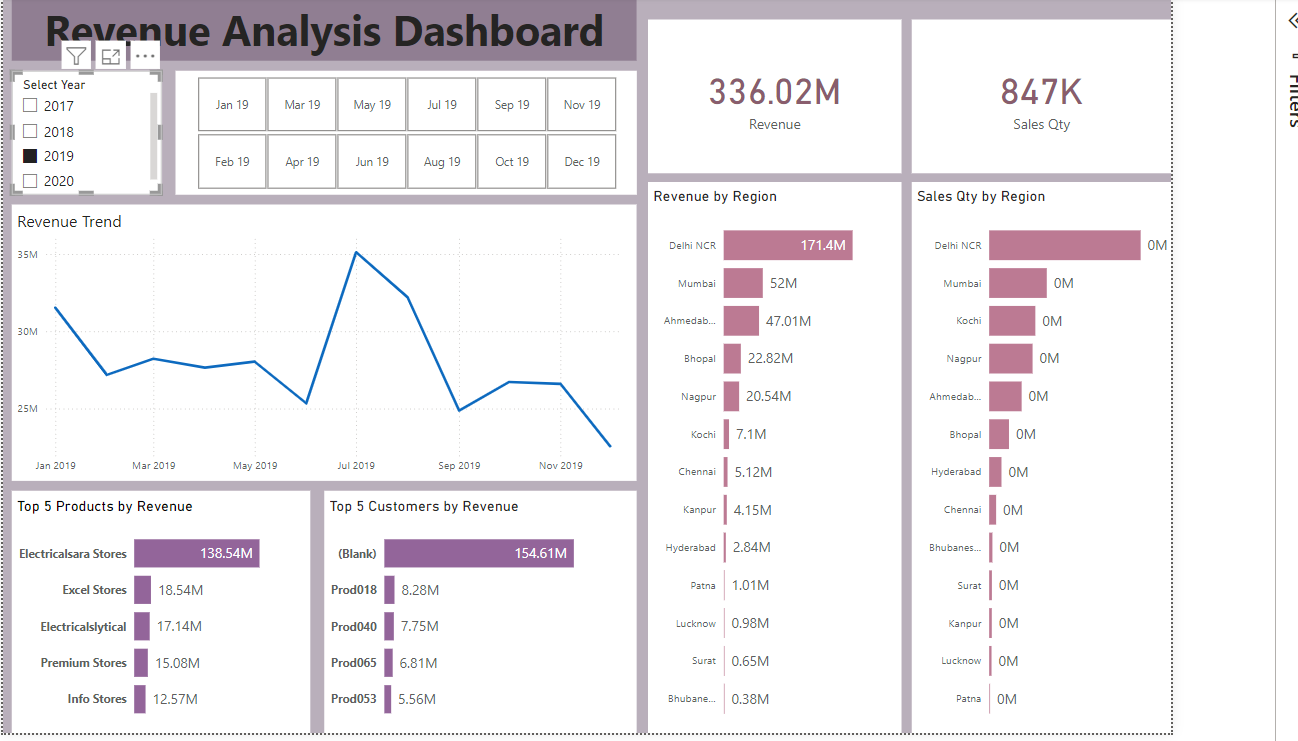 Revenue Analysis Dashboard
Select Year
2017
2018
2019
2020
Jan 19
Mar 19
May 19
Jul 19
Sep 19
Nov 19
Feb 19
Apr 19
Jun 19
Aug 19
Oct 19
Dec 19
336.02M
Revenue
847K
Sales Qty
Filters
Revenue Trend
35M
30M
25M
Jan 2019
Mar 2019
May 2019
Jul 2019
Sep 2019
Nov 2019
Top 5 Products by Revenue
Electricalsara Stores 138.54M
Excel Stores 18.54M
Electricalslytical 17.14M
Premium Stores 15.08M
Info Stores 12.57M
Top 5 Customers by Revenue
(Blank) 154.61M
Prod018 8.28M
Prod040 7.75M
Prod065 6.81M
Prod053 5.56M
Revenue by Region
Delhi NCR 171.4M
Mumbai 52M
Ahmedab... 47.01M
Bhopal 22.82M
Nagpur 20.54M
Kochi 7.1M
Chennai 5.12M
Kanpur 4.15M
Hyderabad 2.84M
Patna 1.01M
Lucknow 0.98M
Surat 0.65M
Bhubane... 0.38M
Sales Qty by Region
Delhi NCR 0M
Mumbai 0M
Kochi 0M
Nagpur 0M
Ahmedab... 0M
Bhopal 0M
Hyderabad 0M
Chennai 0M
Bhubanes... 0M
Surat 0M
Kanpur 0M
Lucknow 0M
Patna 0M